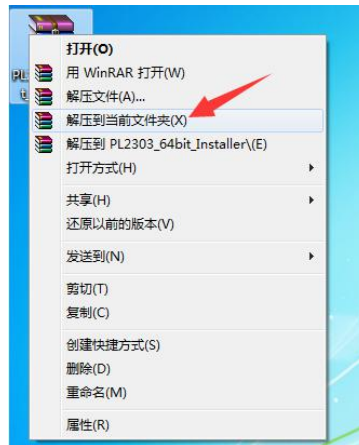 打开(O)
PL
用 WinRAR 打开(W)
t
解压文件(A)...
解压到当前文件夹(X)
解压到 PL2303_64bit_Installer\(E)
打开方式(H)
共享(H)
还原以前的版本(V)
发送到(N)
剪切(T)
复制(C)
创建快捷方式(S)
删除(D)
重命名(M)
属性(R)